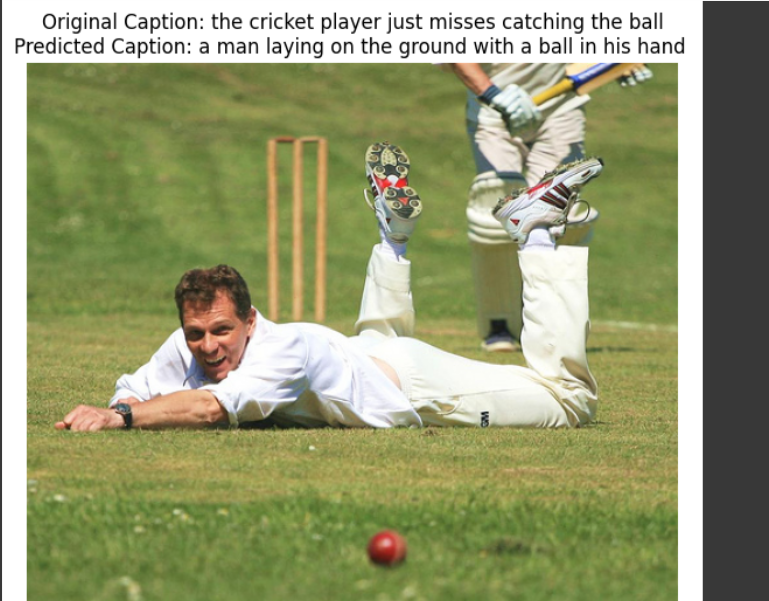 Original Caption: the cricket player just misses catching the ball
Predicted Caption: a man laying on the ground with a ball in his hand